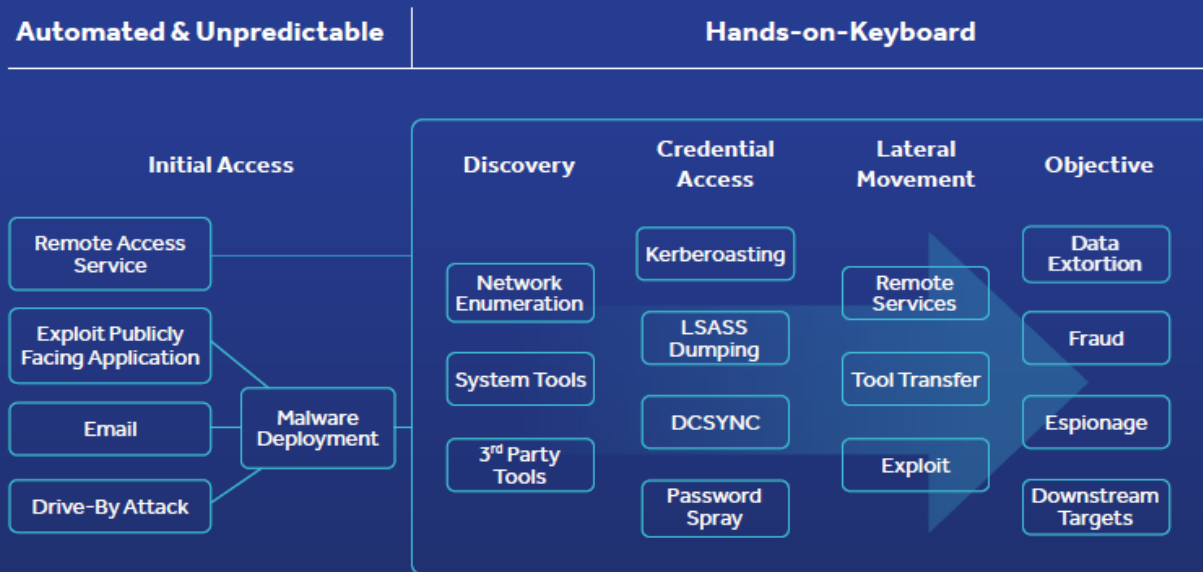 Automated & Unpredictable
Hands-on-Keyboard
Initial Access
Discovery
Credential
Access
Lateral
Movement
Objective
Remote Access
Service
Exploit Publicly
Facing Application
Email
Drive-By Attack
Malware
Deployment
Network
Enumeration
System Tools
3rd Party
Tools
Kerberoasting
LSASS
Dumping
DCSYNC
Password
Spray
Remote
Services
Tool Transfer
Exploit
Data
Extortion
Fraud
Espionage
Downstream
Targets